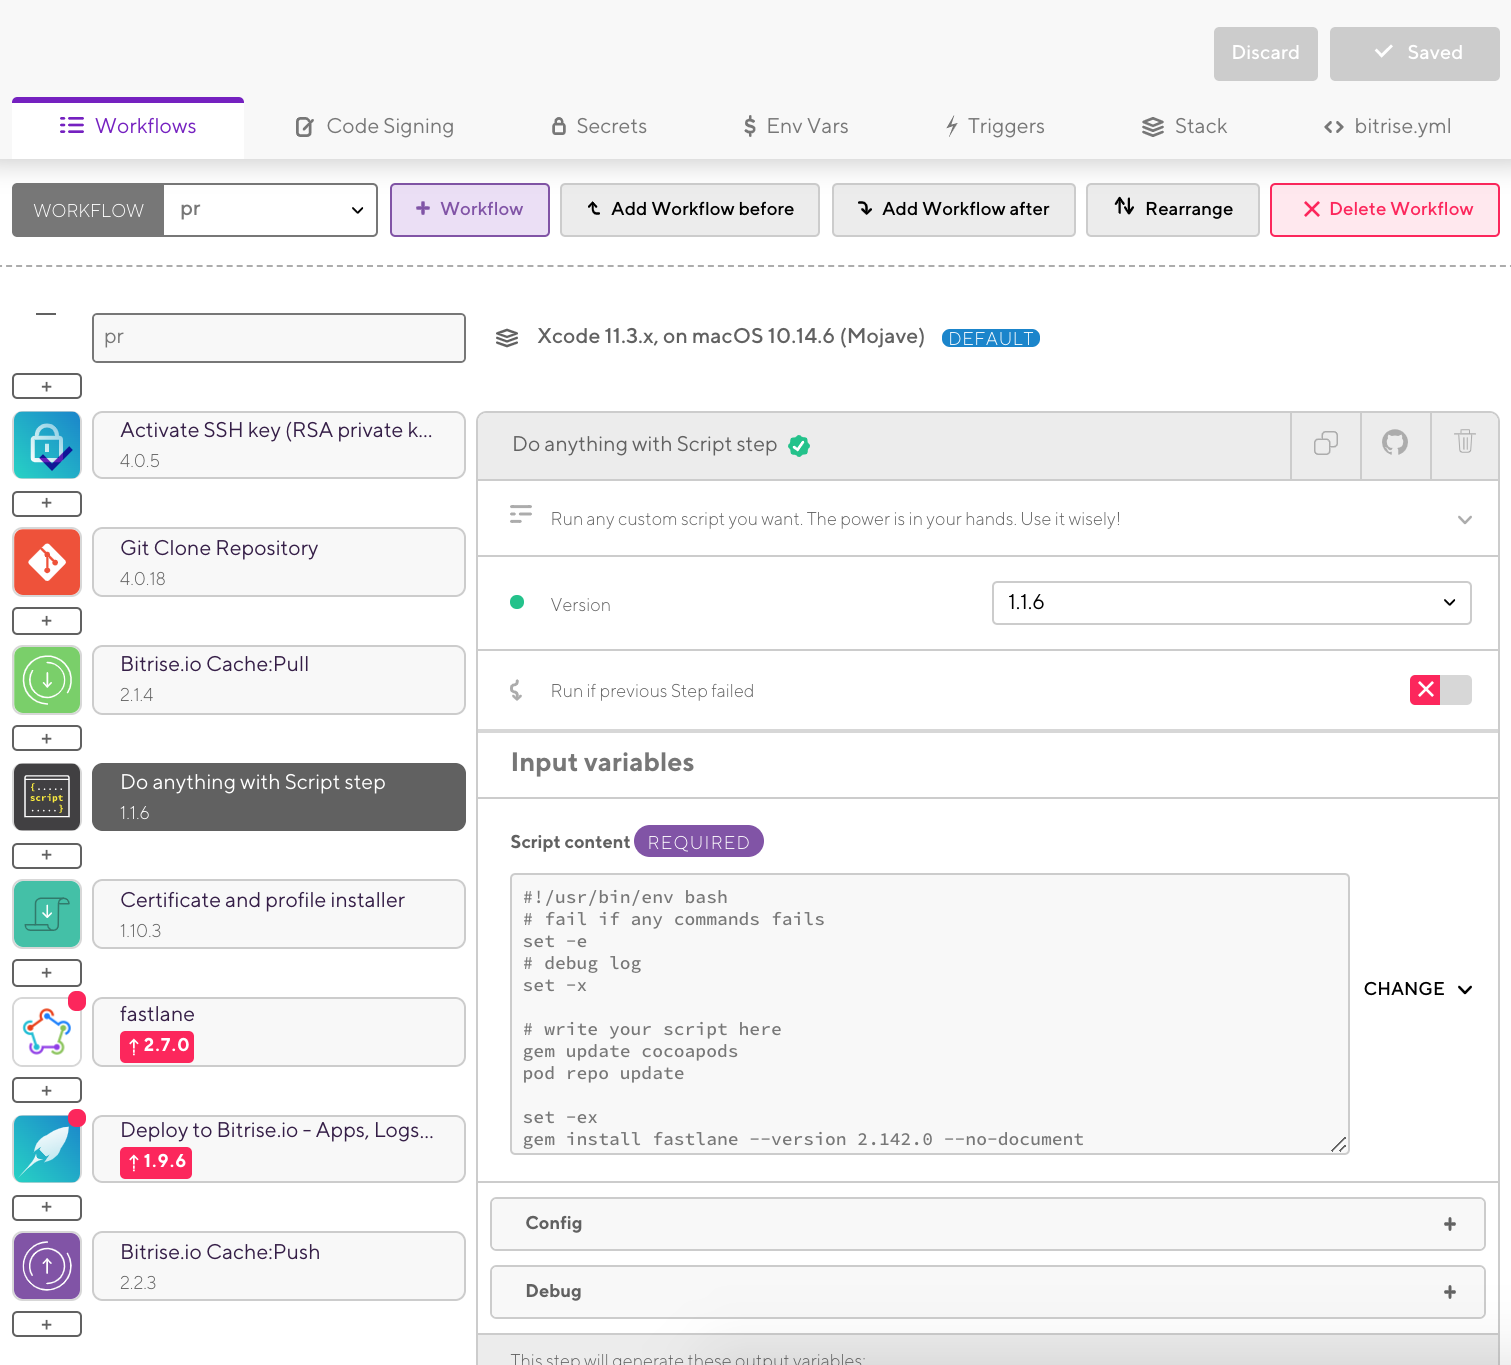 Discard
Saved
Workflows
Code Signing
Secrets
Env Vars
Triggers
Stack
bitrise.yml
WORKFLOW
pr
+ Workflow
Add Workflow before
Add Workflow after
Rearrange
Delete Workflow
pr
Xcode 11.3.x, on macOS 10.14.6 (Mojave)
DEFAULT
+
Activate SSH key (RSA private k...
4.0.5
+
Git Clone Repository
4.0.18
+
Bitrise.io Cache:Pull
2.1.4
+
{.....
script
.....}
Do anything with Script step
1.1.6
+
Certificate and profile installer
1.10.3
+
fastlane
↑ 2.7.0
+
Deploy to Bitrise.io - Apps, Logs...
↑ 1.9.6
+
Bitrise.io Cache:Push
2.2.3
+
Do anything with Script step
Run any custom script you want. The power is in your hands. Use it wisely!
Version
1.1.6
Run if previous Step failed
Input variables
Script content REQUIRED
#!/usr/bin/env bash
# fail if any commands fails
set -e
# debug log
set -x
# write your script here
gem update cocoapods
pod repo update
set -ex
gem install fastlane --version 2.142.0 --no-document
CHANGE
Config +
Debug +
This step will generate these output variables: